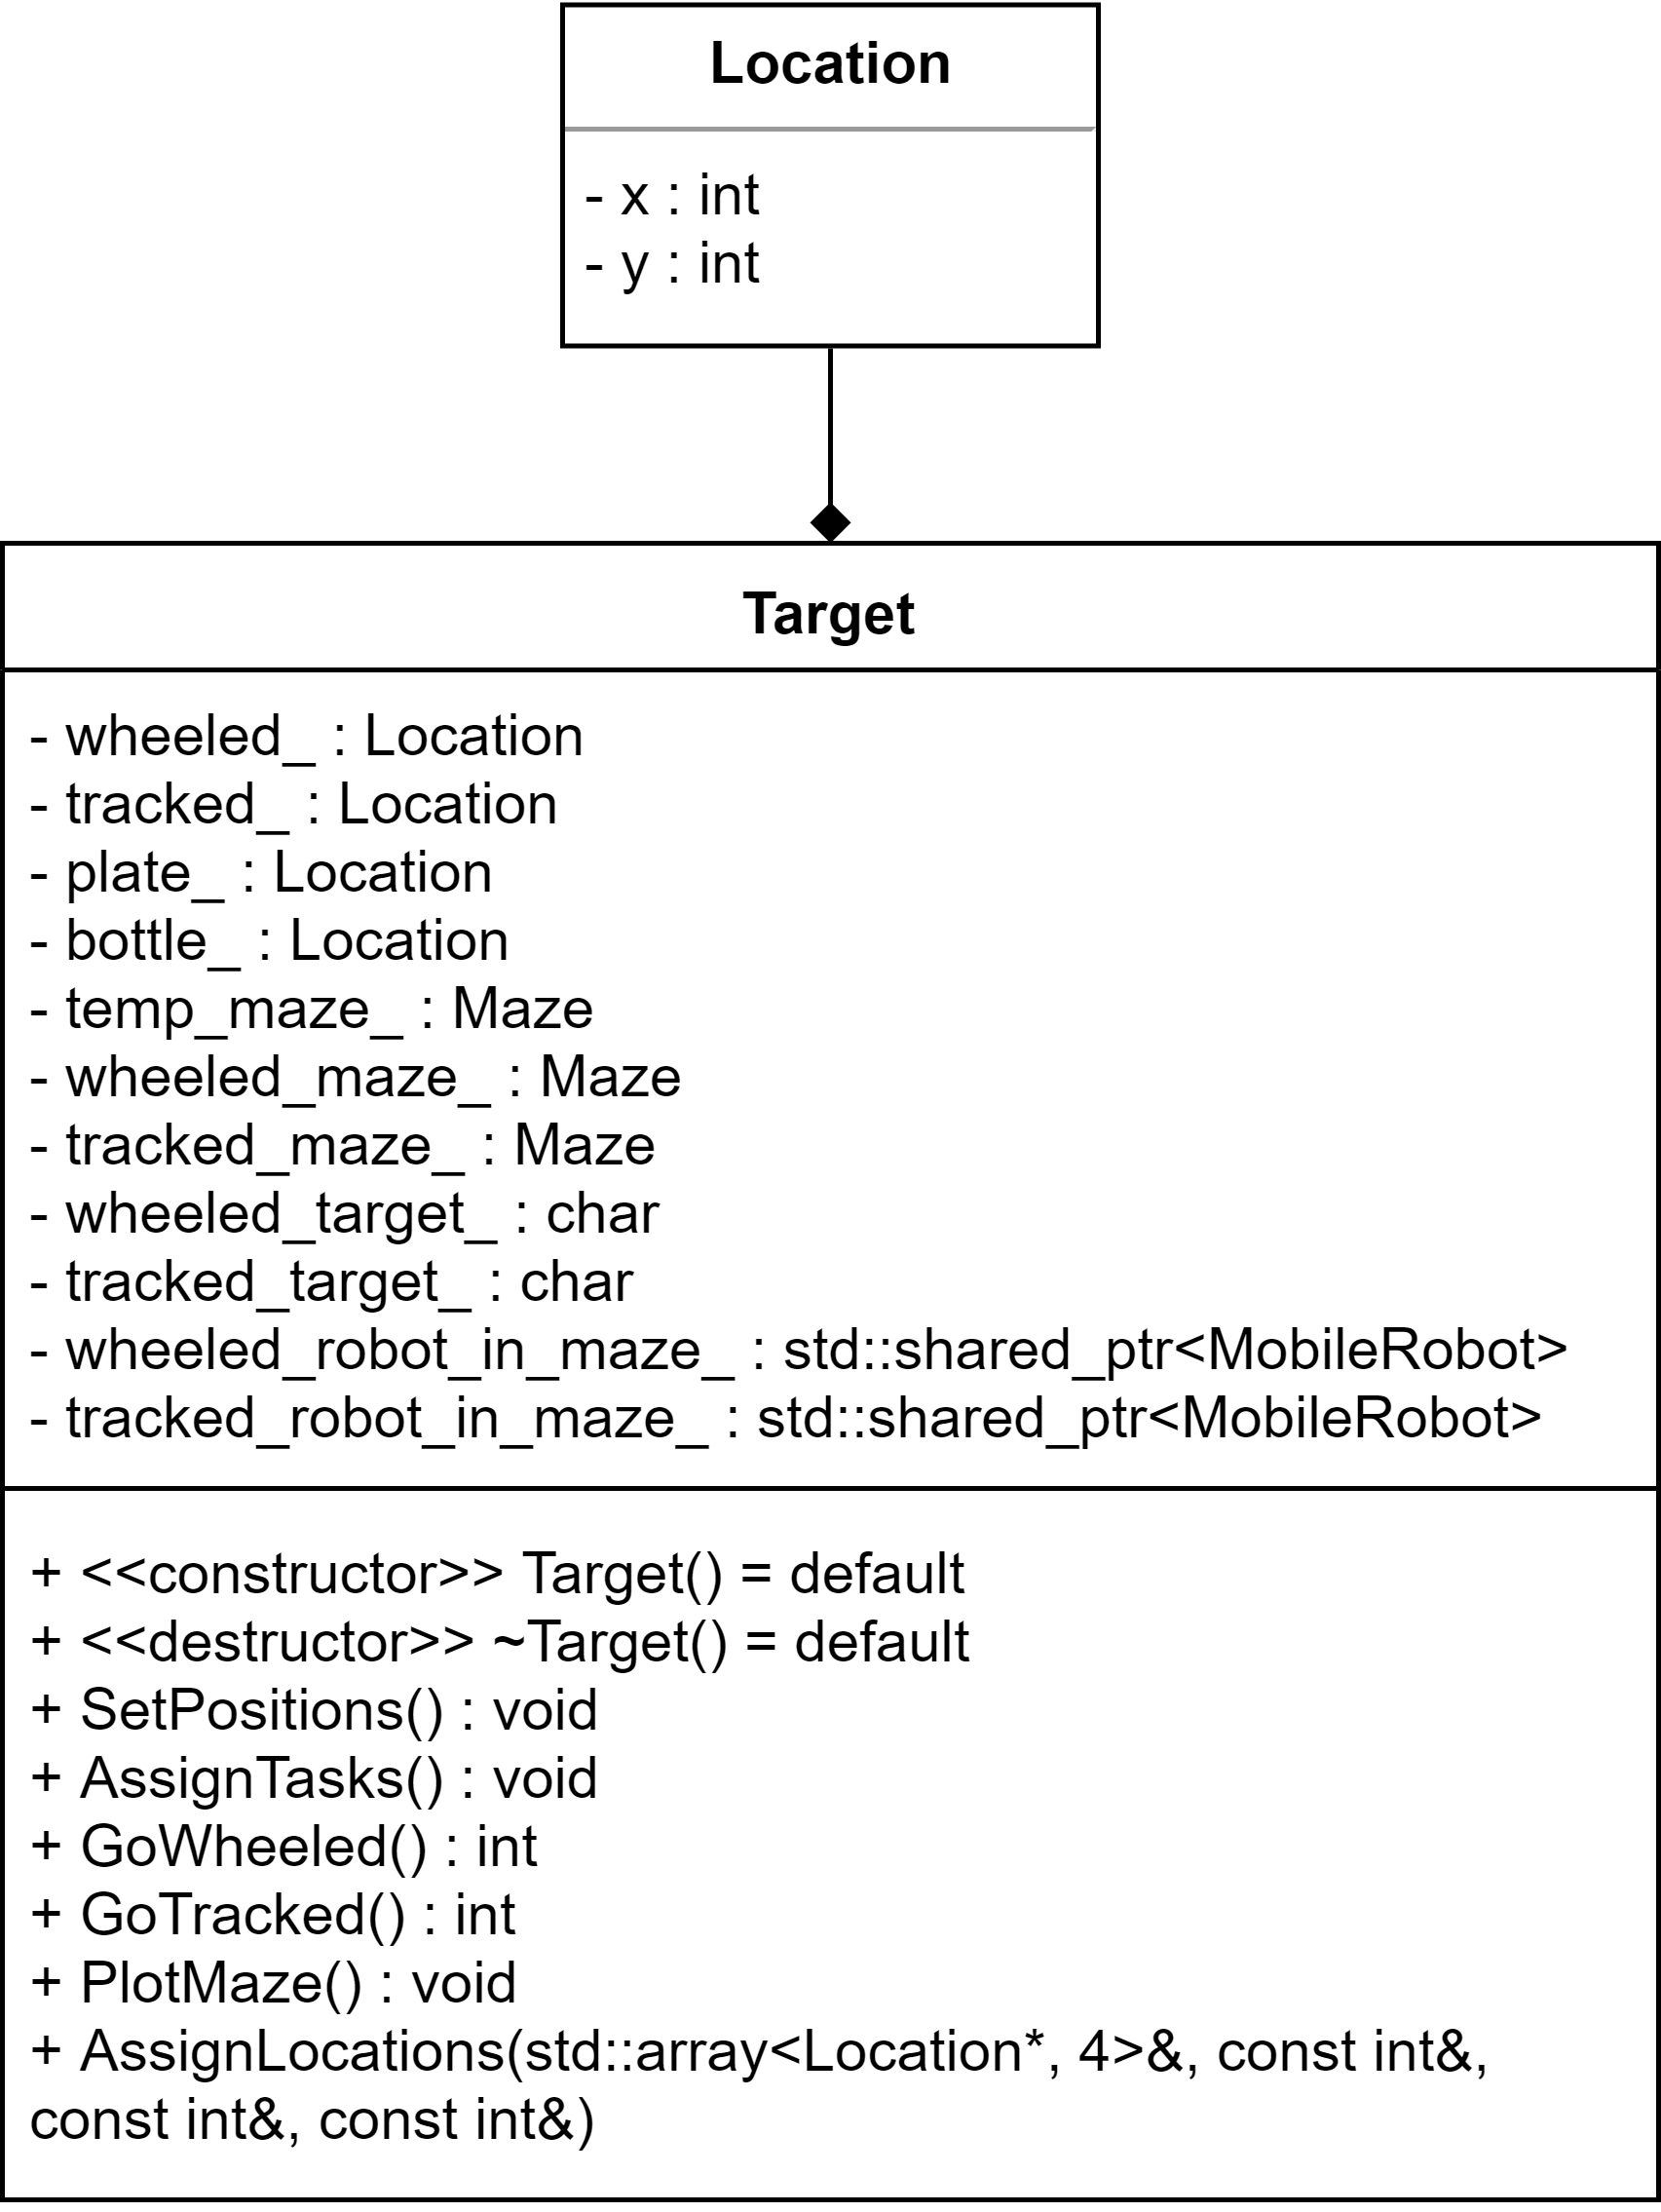 Location
- x : int
- y : int
Target
- wheeled_ : Location
- tracked_ : Location
- plate_ : Location
- bottle_ : Location
- temp_maze_ : Maze
- wheeled_maze_ : Maze
- tracked_maze_ : Maze
- wheeled_target_ : char
- tracked_target_ : char
- wheeled_robot_in_maze_ : std::shared_ptr<MobileRobot>
- tracked_robot_in_maze_ : std::shared_ptr<MobileRobot>
+ <<constructor>> Target() = default
+ <<destructor>> ~Target() = default
+ SetPositions() : void
+ AssignTasks() : void
+ GoWheeled() : int
+ GoTracked() : int
+ PlotMaze() : void
+ AssignLocations(std::array<Location*, 4>&, const int&,
const int&, const int&)